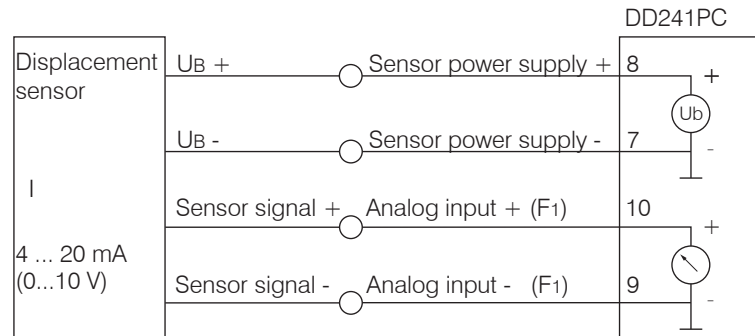 DD241PC
Displacement sensor
UB + Sensor power supply + 8 +
Ub
UB - Sensor power supply - 7 -
I
Sensor signal + Analog input + (F1) 10 +
4 ... 20 mA
(0...10 V)
Sensor signal - Analog input - (F1) 9 -